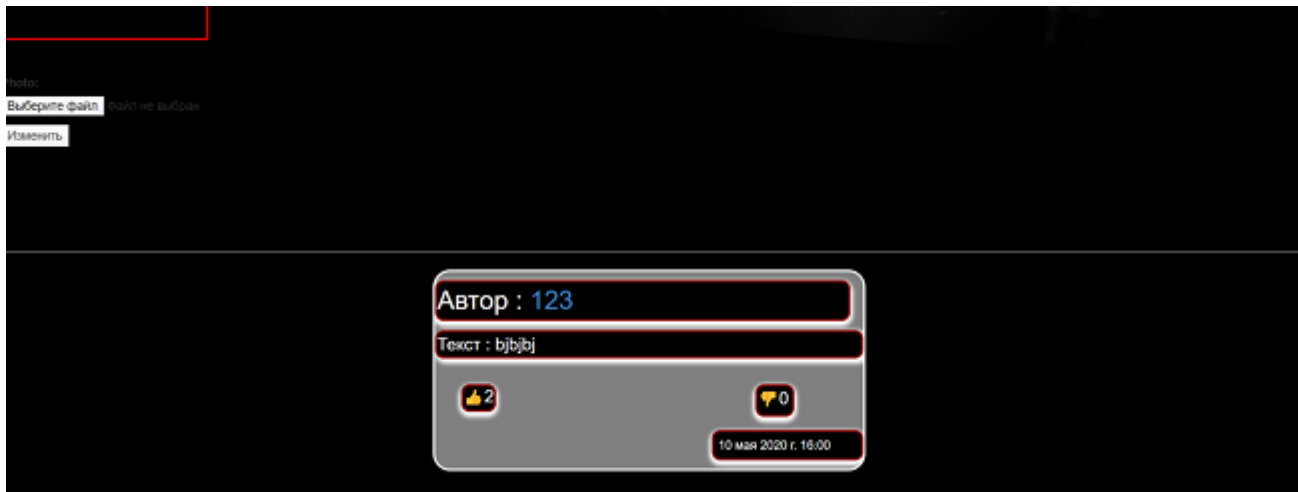 Photo:
Выберите файл Файл не выбран
Изменить
Автор : 123
Текст : bjbjbj
👍2
👎0
10 мая 2020 г. 16:00